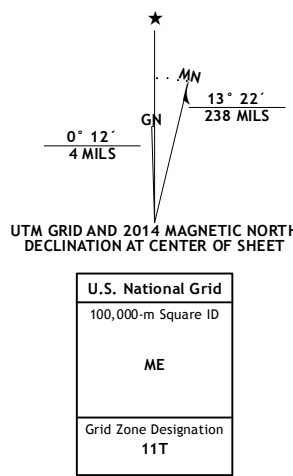 ★
MN
GN
13° 22´
238 MILS
0° 12´
4 MILS
UTM GRID AND 2014 MAGNETIC NORTH
DECLINATION AT CENTER OF SHEET
U.S. National Grid
100,000-m Square ID
ME
Grid Zone Designation
11T